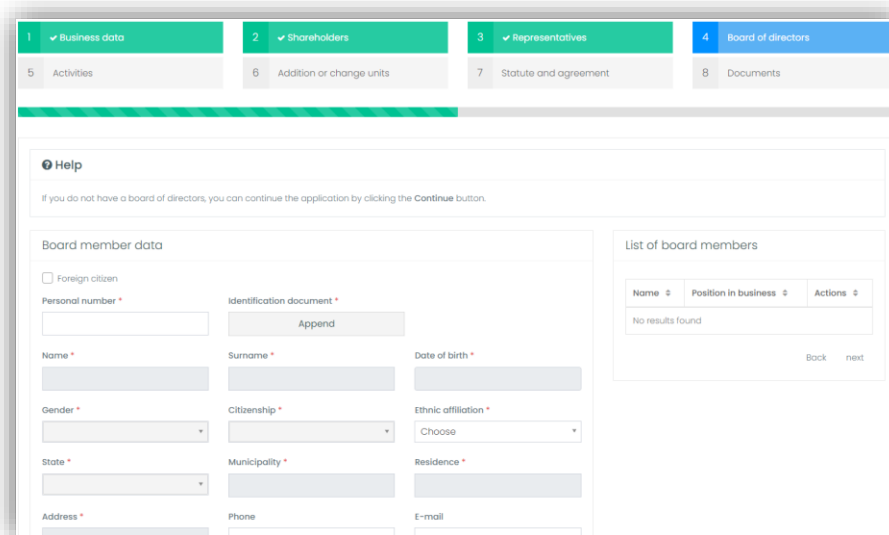 1 ✔ Business data 2 ✔ Shareholders 3 ✔ Representatives 4 Board of directors
5 Activities 6 Addition or change units 7 Statute and agreement 8 Documents
Help
If you do not have a board of directors, you can continue the application by clicking the Continue button.
Board member data
Foreign citizen
Personal number * Identification document *
Append
Name * Surname * Date of birth *
Gender * Citizenship * Ethnic affiliation *
Choose
State * Municipality * Residence *
Address * Phone E-mail
List of board members
Name Position in business Actions
No results found
Back next